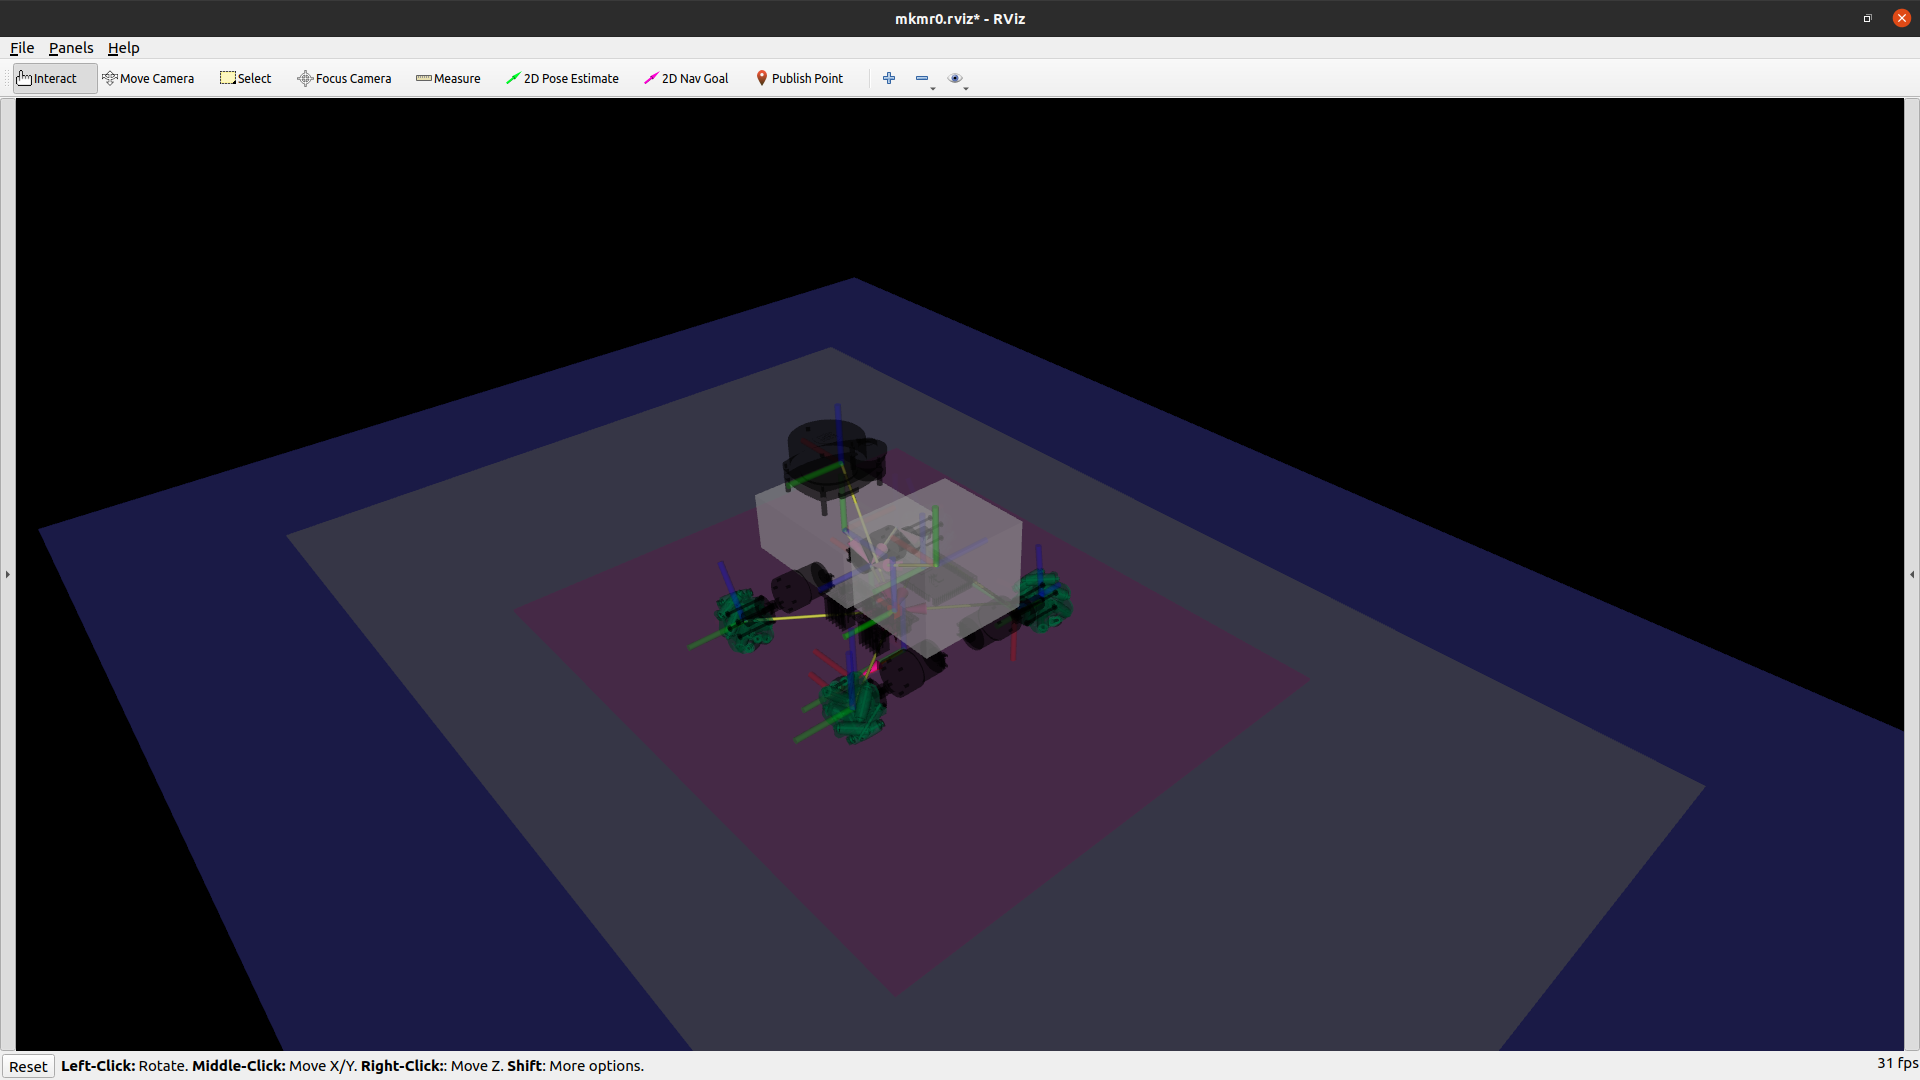 mkmr0.rviz* - RViz
File Panels Help
Interact Move Camera Select Focus Camera Measure 2D Pose Estimate 2D Nav Goal Publish Point
Reset Left-Click: Rotate. Middle-Click: Move X/Y. Right-Click:: Move Z. Shift: More options. 31 fps